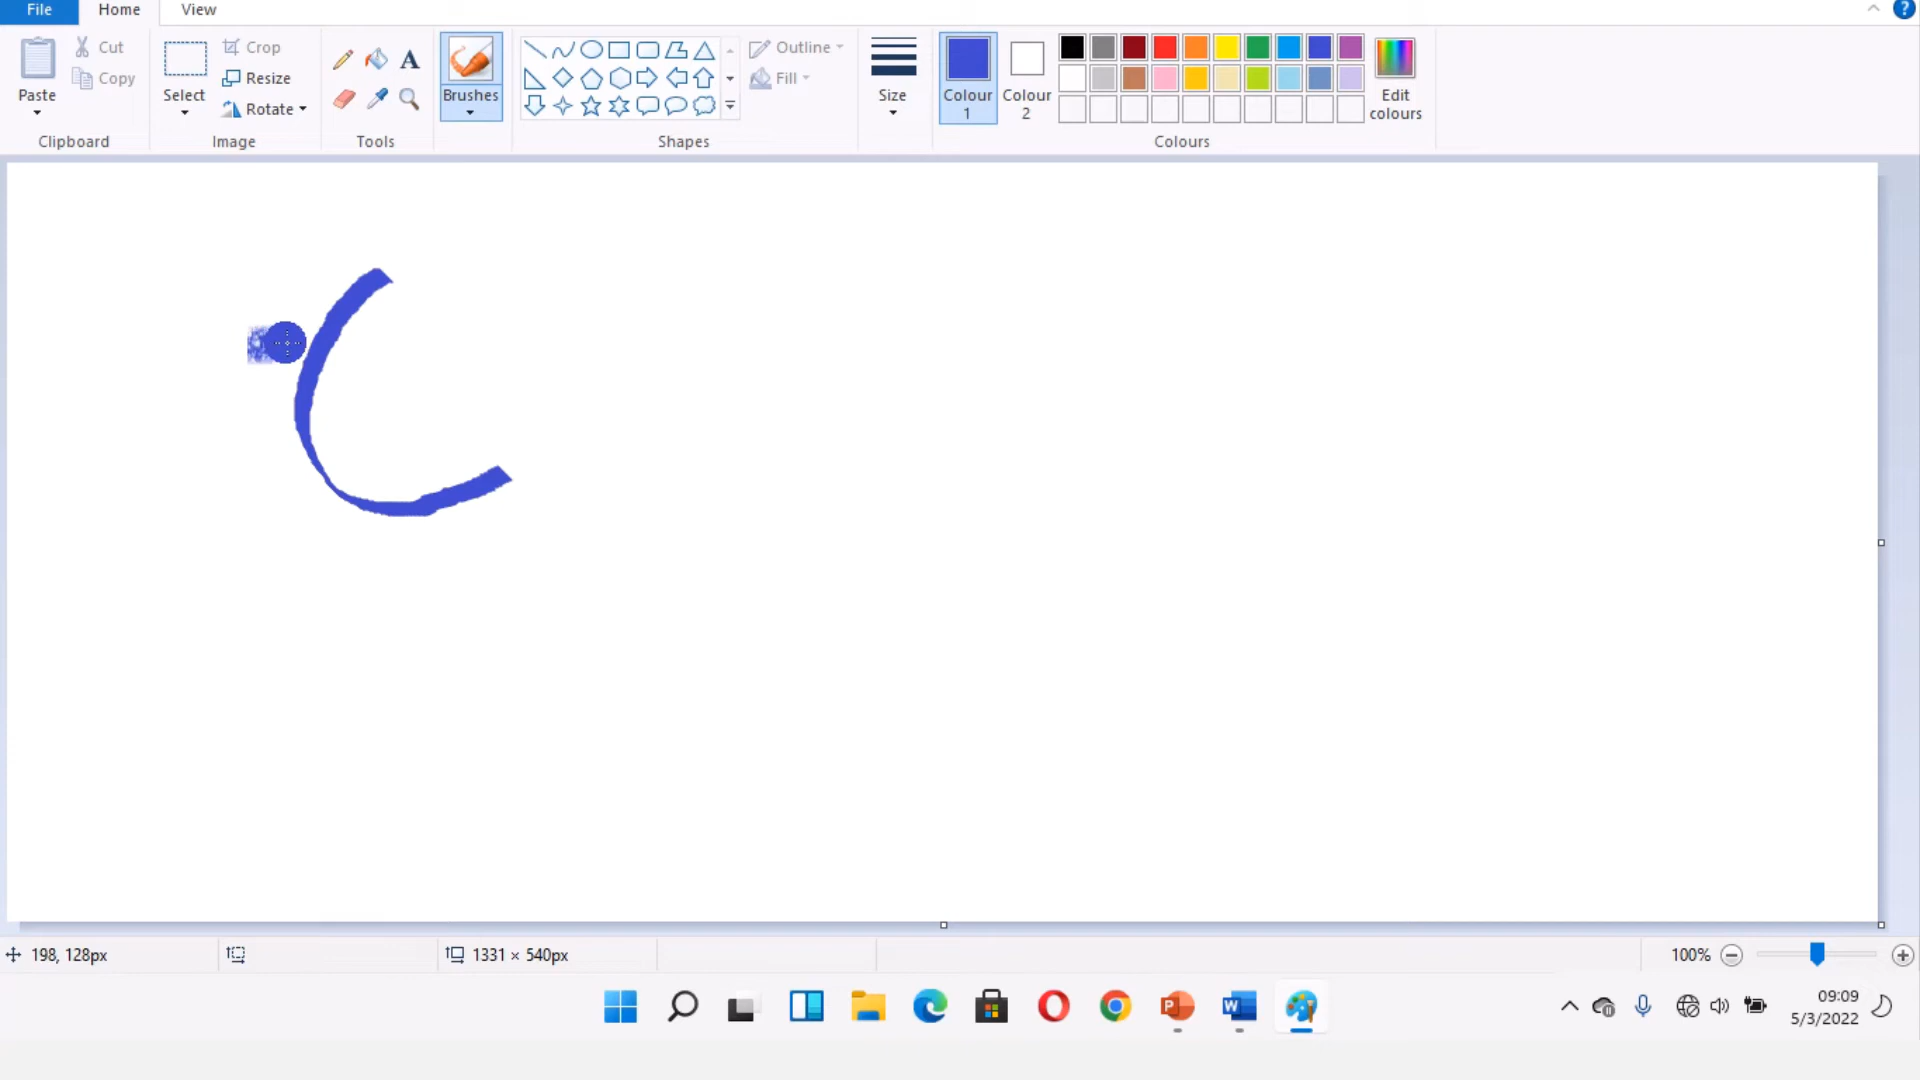 File Home View
Cut Crop Outline
Copy Resize Fill
Paste Select Rotate A Brushes Size Colour 1 Colour 2 Edit colours
Clipboard Image Tools Shapes Colours
198, 128px 1331 × 540px 100%
09:09
5/3/2022